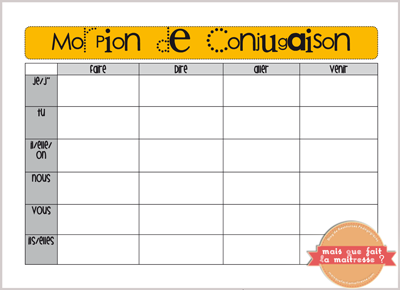 Morpion de Conjugaison
faire dire aller venir
je/j'
tu
il/elle/
on
nous
vous
ils/elles
mais que fait
la maitresse ?